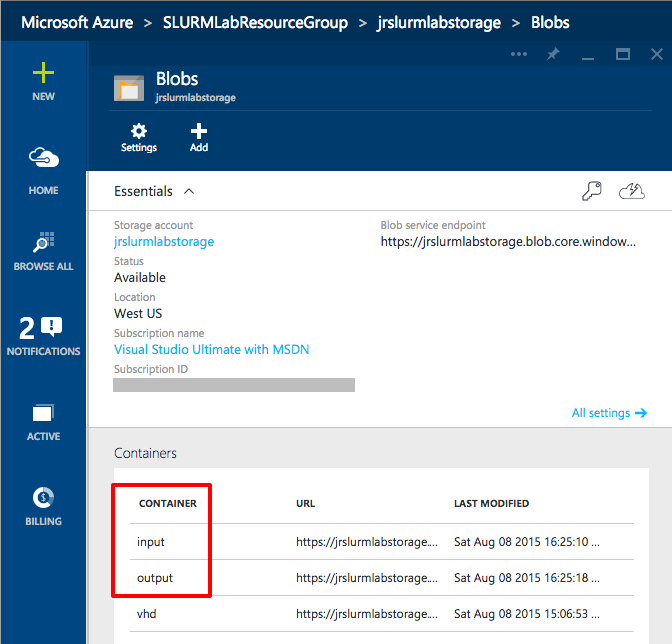 Microsoft Azure > SLURMLabResourceGroup > jrslurmlabstorage > Blobs
NEW
HOME
BROWSE ALL
2
NOTIFICATIONS
ACTIVE
BILLING
Blobs
jrslurmlabstorage
Settings
Add
Essentials
Storage account
jrslurmlabstorage
Status
Available
Location
West US
Subscription name
Visual Studio Ultimate with MSDN
Subscription ID
Blob service endpoint
https://jrslurmlabstorage.blob.core.window...
All settings
Containers
CONTAINER URL LAST MODIFIED
input https://jrslurmlabstorage.... Sat Aug 08 2015 16:25:10 ...
output https://jrslurmlabstorage.... Sat Aug 08 2015 16:25:18 ...
vhd https://jrslurmlabstorage.... Sat Aug 08 2015 15:06:53 ...